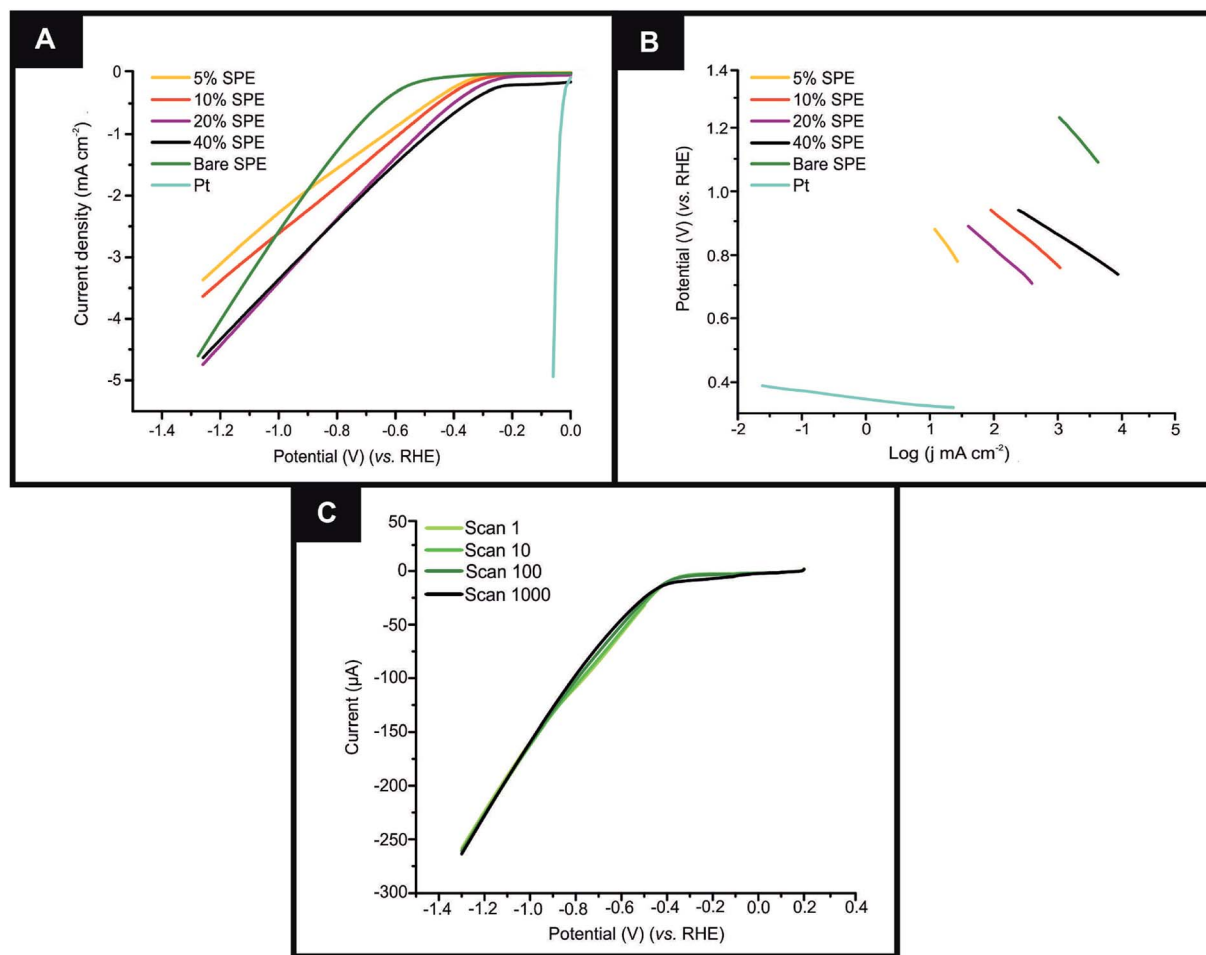 A
5% SPE
10% SPE
20% SPE
40% SPE
Bare SPE
Pt
Current density (mA cm⁻²)
0
-1
-2
-3
-4
-5
-1.4 -1.2 -1.0 -0.8 -0.6 -0.4 -0.2 0.0
Potential (V) (vs. RHE)
B
5% SPE
10% SPE
20% SPE
40% SPE
Bare SPE
Pt
Potential (V) (vs. RHE)
1.4
1.2
1.0
0.8
0.6
0.4
-2 -1 0 1 2 3 4 5
Log (j mA cm⁻²)
C
Scan 1
Scan 10
Scan 100
Scan 1000
Current (µA)
50
0
-50
-100
-150
-200
-250
-300
-1.4 -1.2 -1.0 -0.8 -0.6 -0.4 -0.2 0.0 0.2 0.4
Potential (V) (vs. RHE)